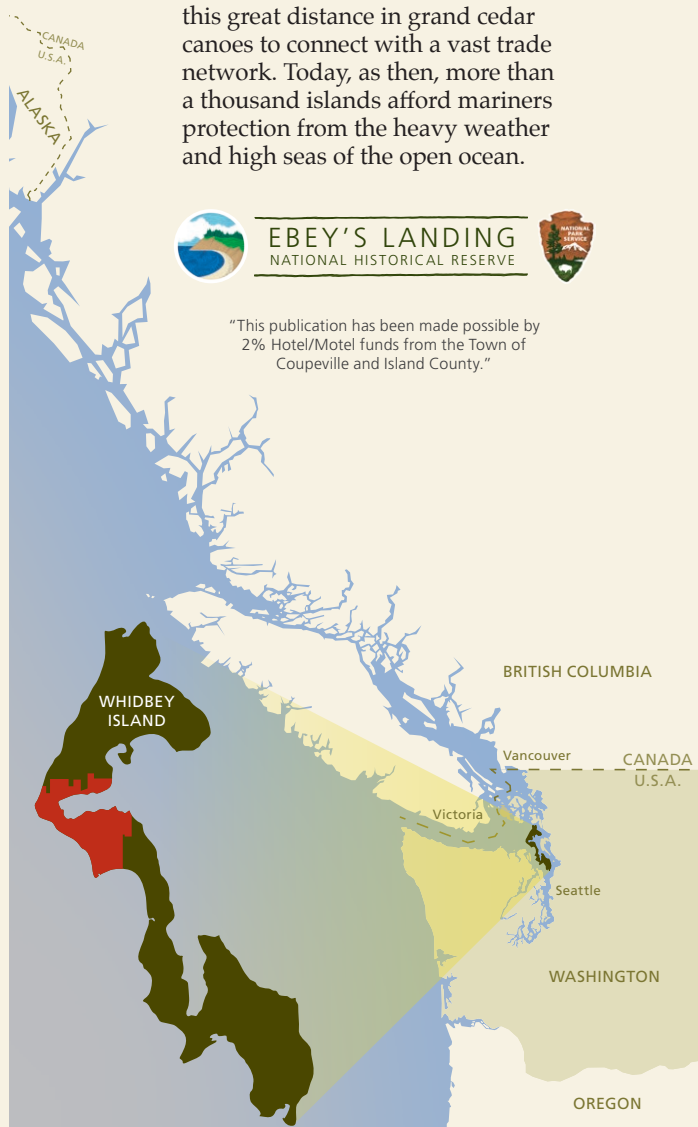 this great distance in grand cedar
canoes to connect with a vast trade
network. Today, as then, more than
a thousand islands afford mariners
protection from the heavy weather
and high seas of the open ocean.
CANADA
U.S.A.
ALASKA
EBEY'S LANDING
NATIONAL HISTORICAL RESERVE
NATIONAL
PARK
SERVICE
“This publication has been made possible by
2% Hotel/Motel funds from the Town of
Coupeville and Island County.”
WHIDBEY
ISLAND
BRITISH COLUMBIA
Vancouver
CANADA
U.S.A.
Victoria
Seattle
WASHINGTON
OREGON